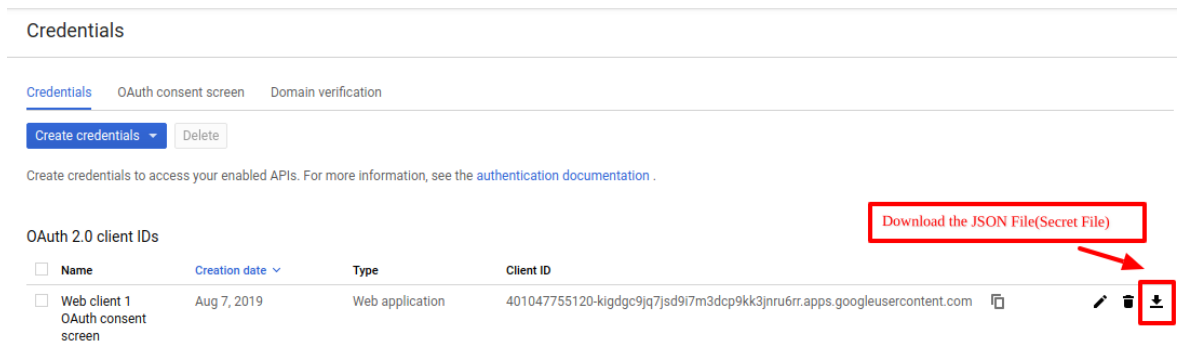 Credentials
Credentials OAuth consent screen Domain verification
Create credentials Delete
Create credentials to access your enabled APIs. For more information, see the authentication documentation .
Download the JSON File(Secret File)
OAuth 2.0 client IDs
Name Creation date Type Client ID
Web client 1 Aug 7, 2019 Web application 401047755120-kigdgc9jq7jsd9i7m3dcp9kk3jnru6rr.apps.googleusercontent.com
OAuth consent
screen